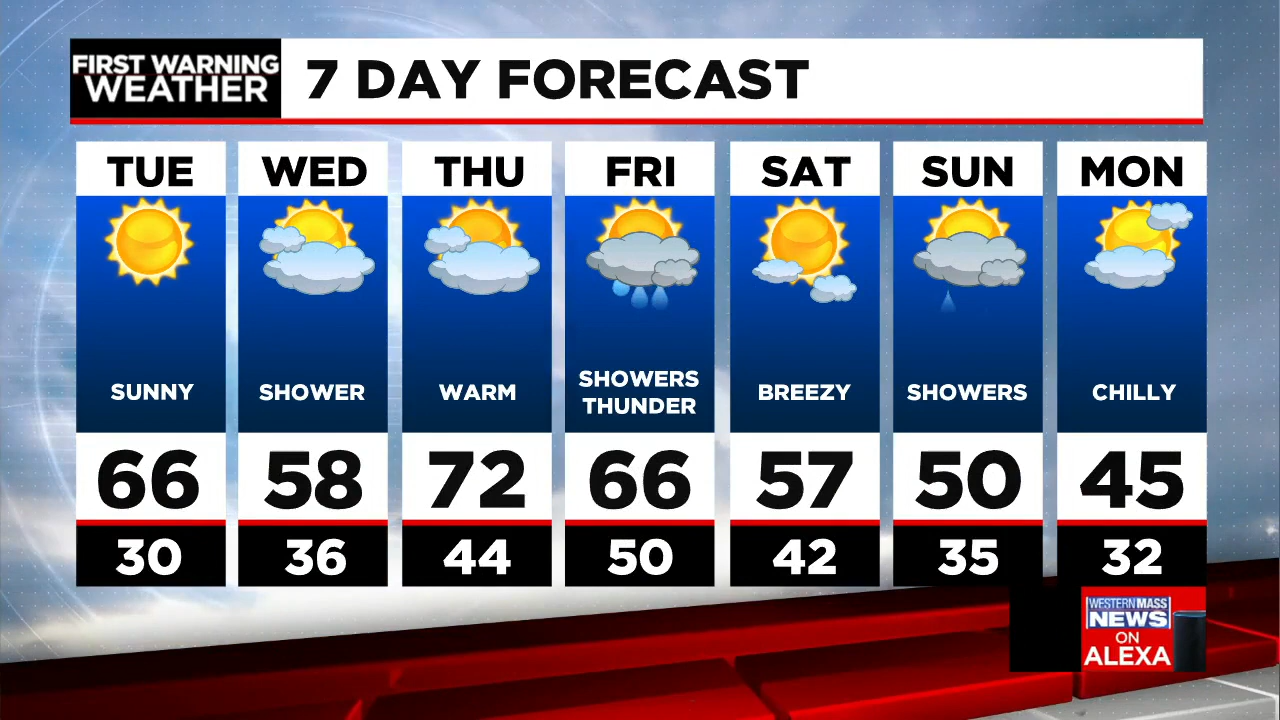 FIRST WARNING
WEATHER
7 DAY FORECAST
TUE WED THU FRI SAT SUN MON
SUNNY SHOWER WARM SHOWERS THUNDER BREEZY SHOWERS CHILLY
66 58 72 66 57 50 45
30 36 44 50 42 35 32
WESTERN MASS
NEWS
ON
ALEXA